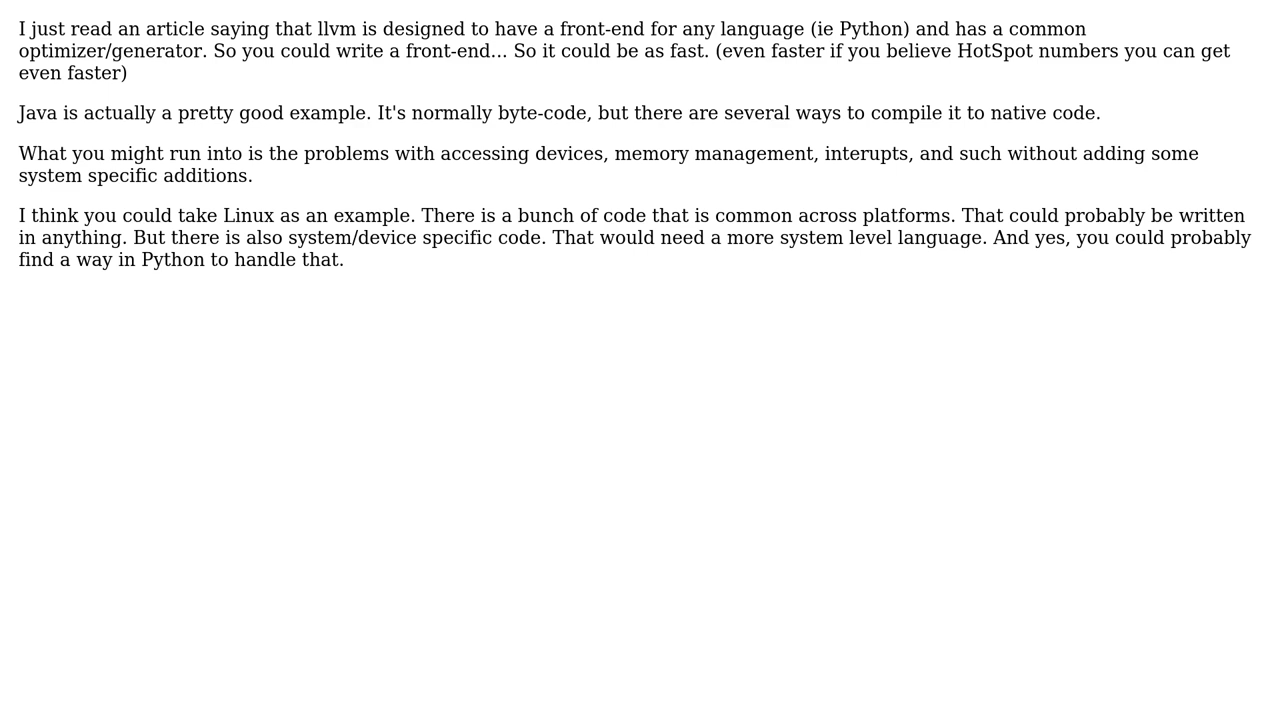 I just read an article saying that llvm is designed to have a front-end for any language (ie Python) and has a common
optimizer/generator. So you could write a front-end... So it could be as fast. (even faster if you believe HotSpot numbers you can get
even faster)
Java is actually a pretty good example. It's normally byte-code, but there are several ways to compile it to native code.
What you might run into is the problems with accessing devices, memory management, interupts, and such without adding some
system specific additions.
I think you could take Linux as an example. There is a bunch of code that is common across platforms. That could probably be written
in anything. But there is also system/device specific code. That would need a more system level language. And yes, you could probably
find a way in Python to handle that.